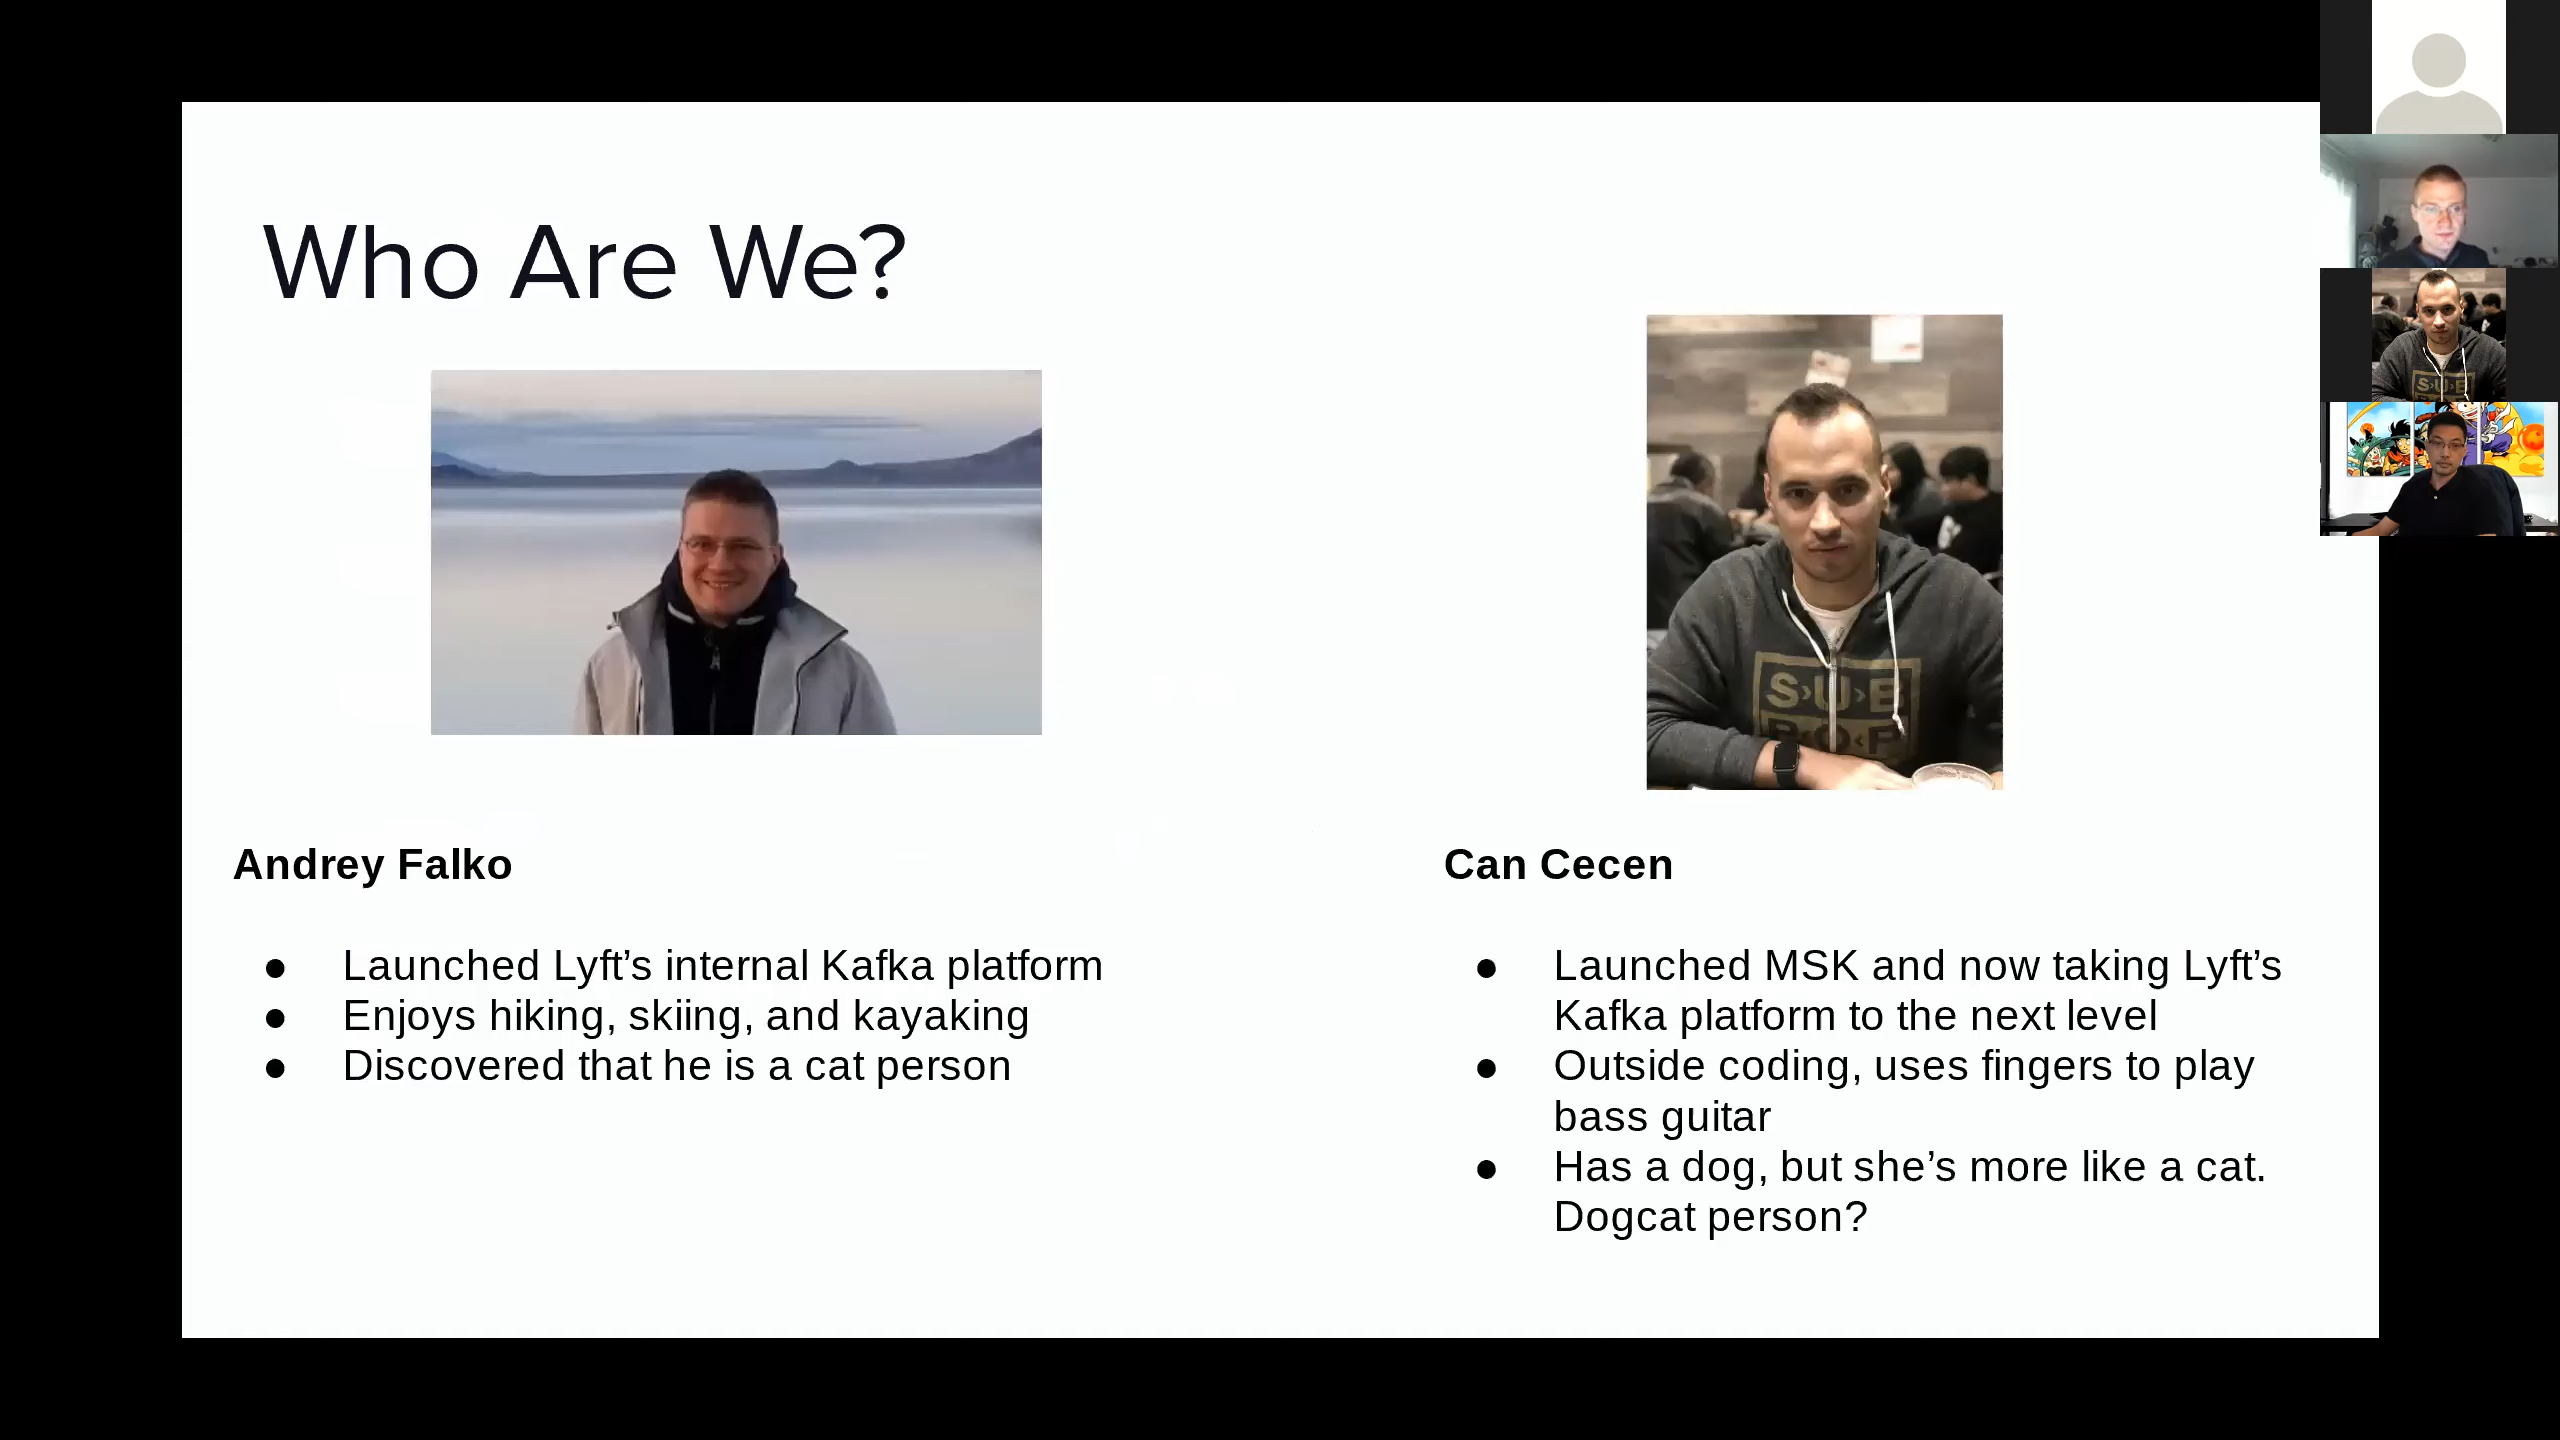 Who Are We?
S›U›E
Andrey Falko
● Launched Lyft’s internal Kafka platform
● Enjoys hiking, skiing, and kayaking
● Discovered that he is a cat person
Can Cecen
● Launched MSK and now taking Lyft’s
Kafka platform to the next level
● Outside coding, uses fingers to play
bass guitar
● Has a dog, but she’s more like a cat.
Dogcat person?